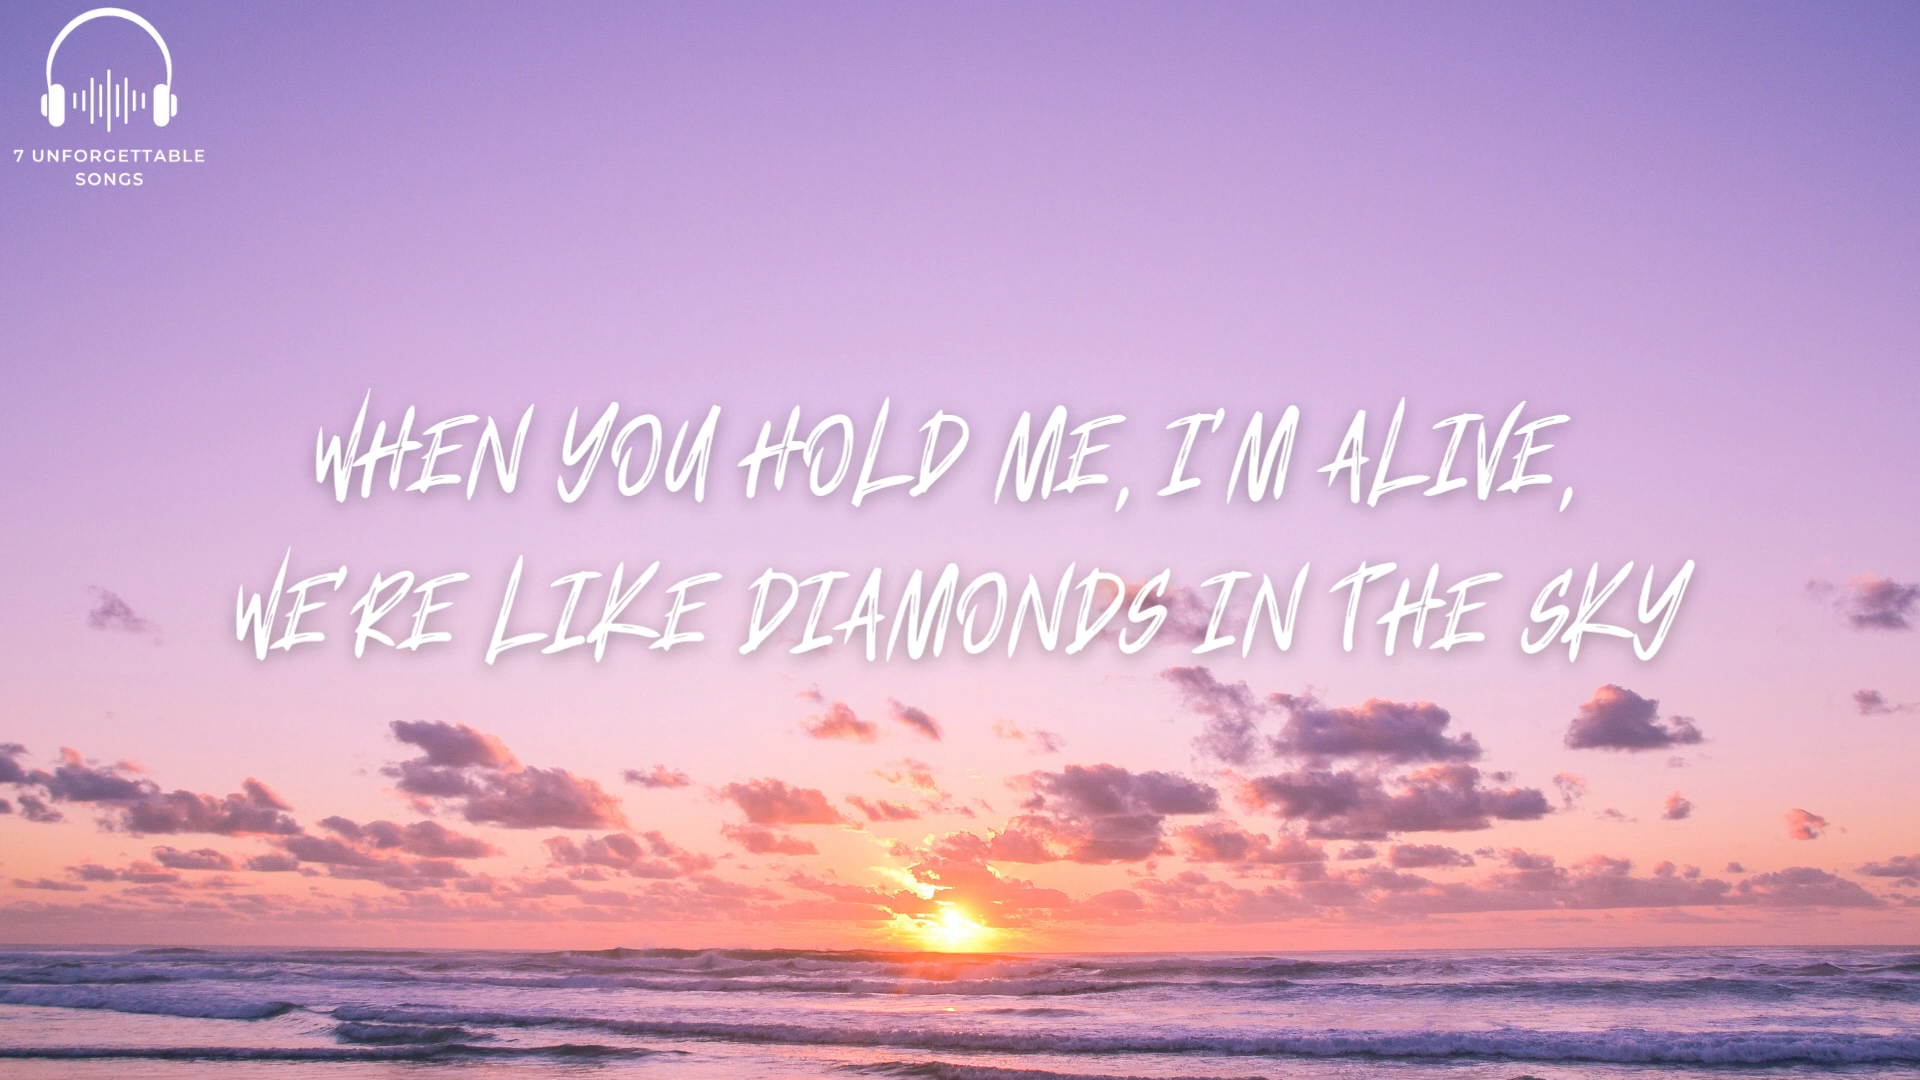 7 UNFORGETTABLE
SONGS
WHEN YOU HOLD ME, I'M ALIVE,
WE'RE LIKE DIAMONDS IN THE SKY